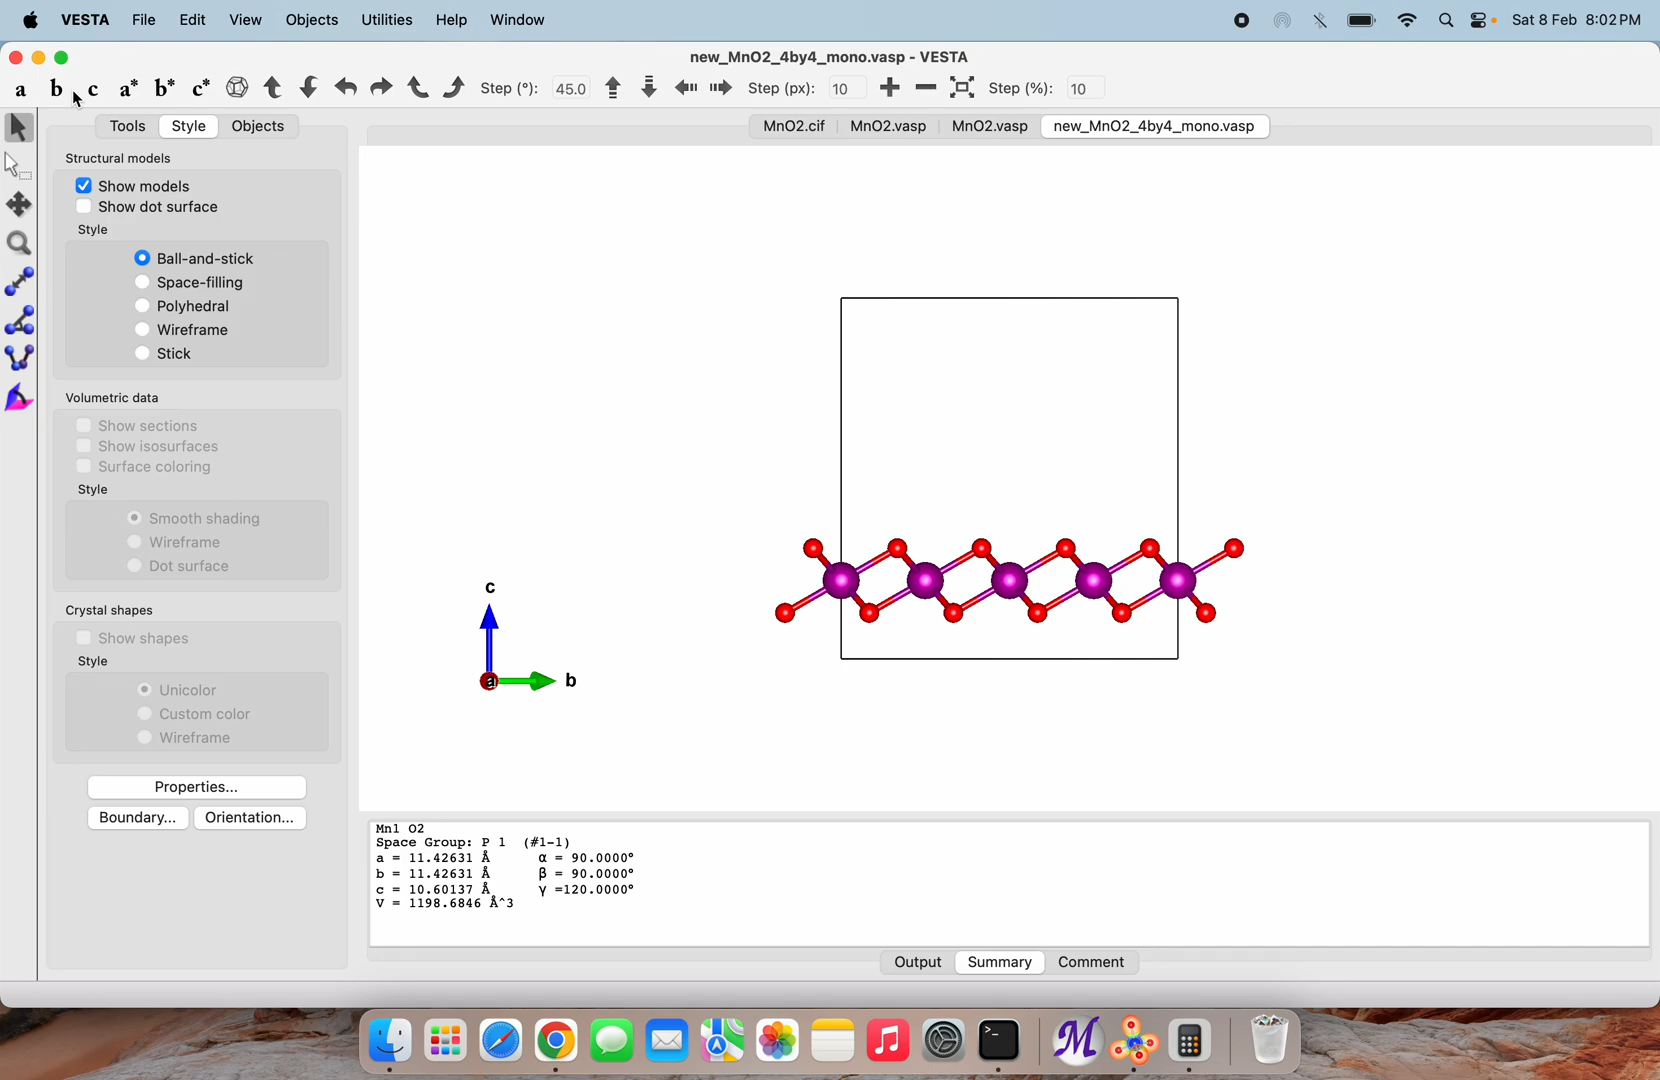 VESTA File Edit View Objects Utilities Help Window Sat 8 Feb 8:02 PM
new_MnO2_4by4_mono.vasp - VESTA
a b c a* b* c* Step (°): 45.0 Step (px): 10 Step (%): 10
Tools Style Objects
MnO2.cif MnO2.vasp MnO2.vasp new_MnO2_4by4_mono.vasp
Structural models
Show models
Show dot surface
Style
Ball-and-stick
Space-filling
Polyhedral
Wireframe
Stick
Volumetric data
Show sections
Show isosurfaces
Surface coloring
Style
Smooth shading
Wireframe
Dot surface
Crystal shapes
Show shapes
Style
Unicolor
Custom color
Wireframe
Properties...
Boundary... Orientation...
c
a b
Mn1 O2
Space Group: P 1 (#1-1)
a = 11.42631 Å α = 90.0000°
b = 11.42631 Å β = 90.0000°
c = 10.60137 Å γ =120.0000°
V = 1198.6846 Å^3
Output Summary Comment
>_
M